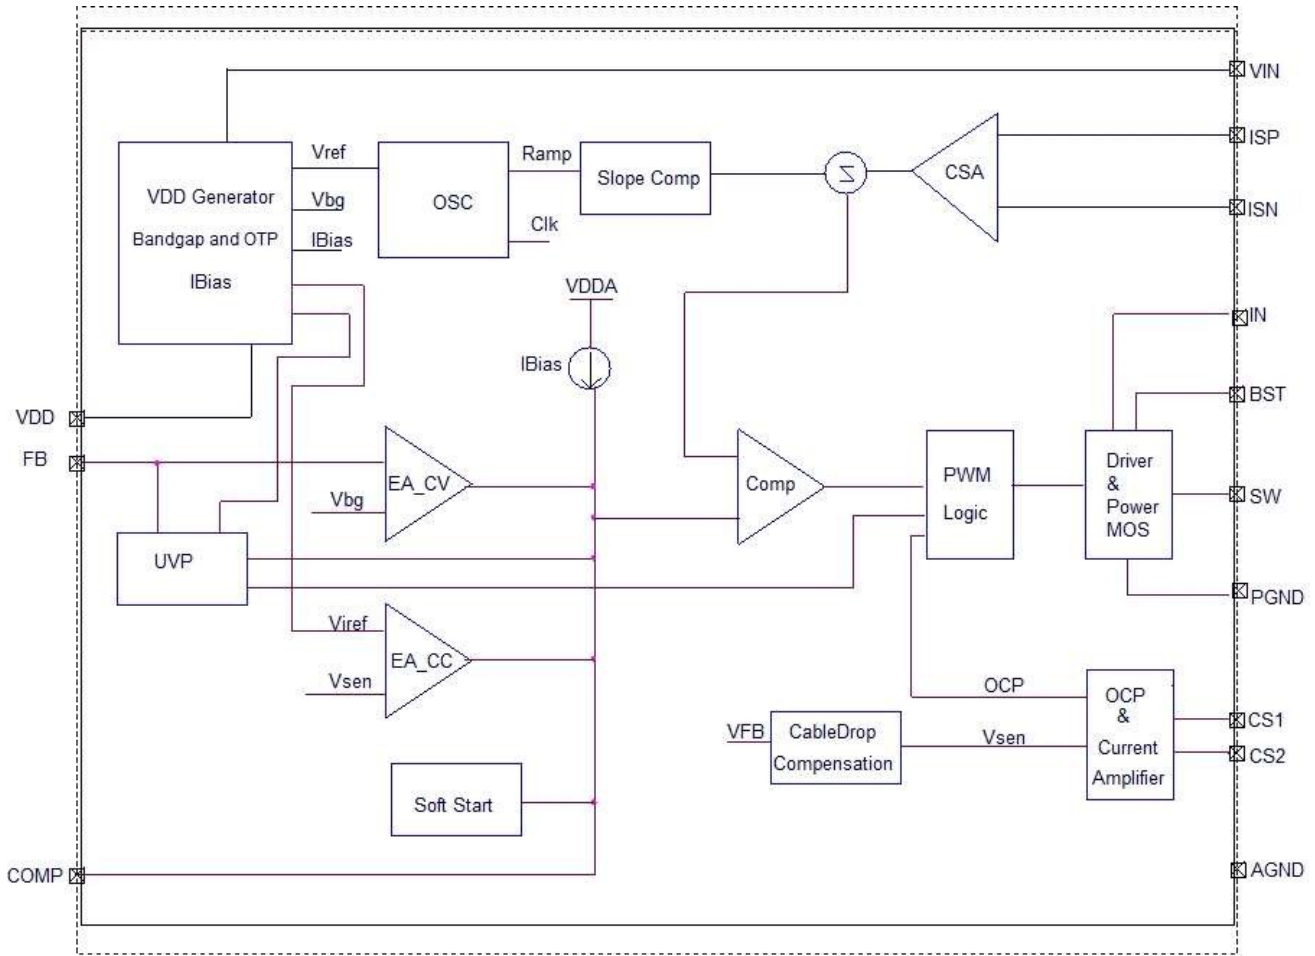 VIN
ISP
ISN
Vref
Ramp
VDD Generator
Vbg
OSC
Slope Comp
Σ
CSA
Bandgap and OTP
IBias
Clk
IBias
VDDA
IBias
IN
BST
VDD
FB
EA_CV
Vbg
Comp
PWM
Logic
Driver
&
Power
MOS
SW
UVP
PGND
Viref
EA_CC
Vsen
OCP
OCP
&
Current
Amplifier
CS1
CS2
VFB
CableDrop
Compensation
Vsen
Soft Start
COMP
AGND